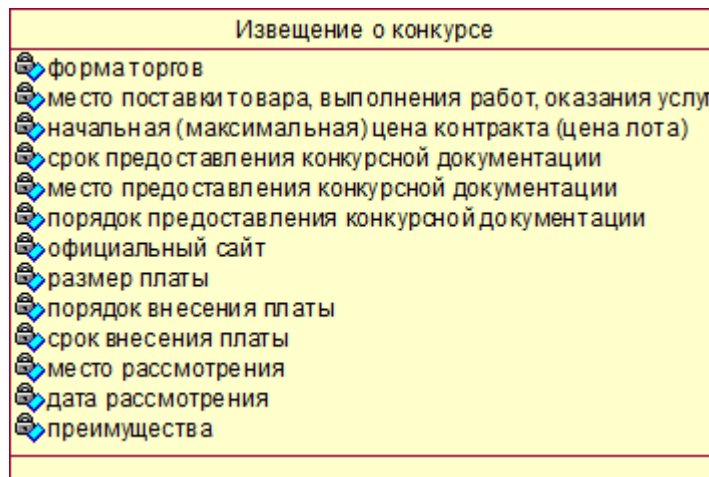 Извещение о конкурсе
форма торгов
место поставки товара, выполнения работ, оказания услуг
начальная (максимальная) цена контракта (цена лота)
срок предоставления конкурсной документации
место предоставления конкурсной документации
порядок предоставления конкурсной документации
официальный сайт
размер платы
порядок внесения платы
срок внесения платы
место рассмотрения
дата рассмотрения
преимущества